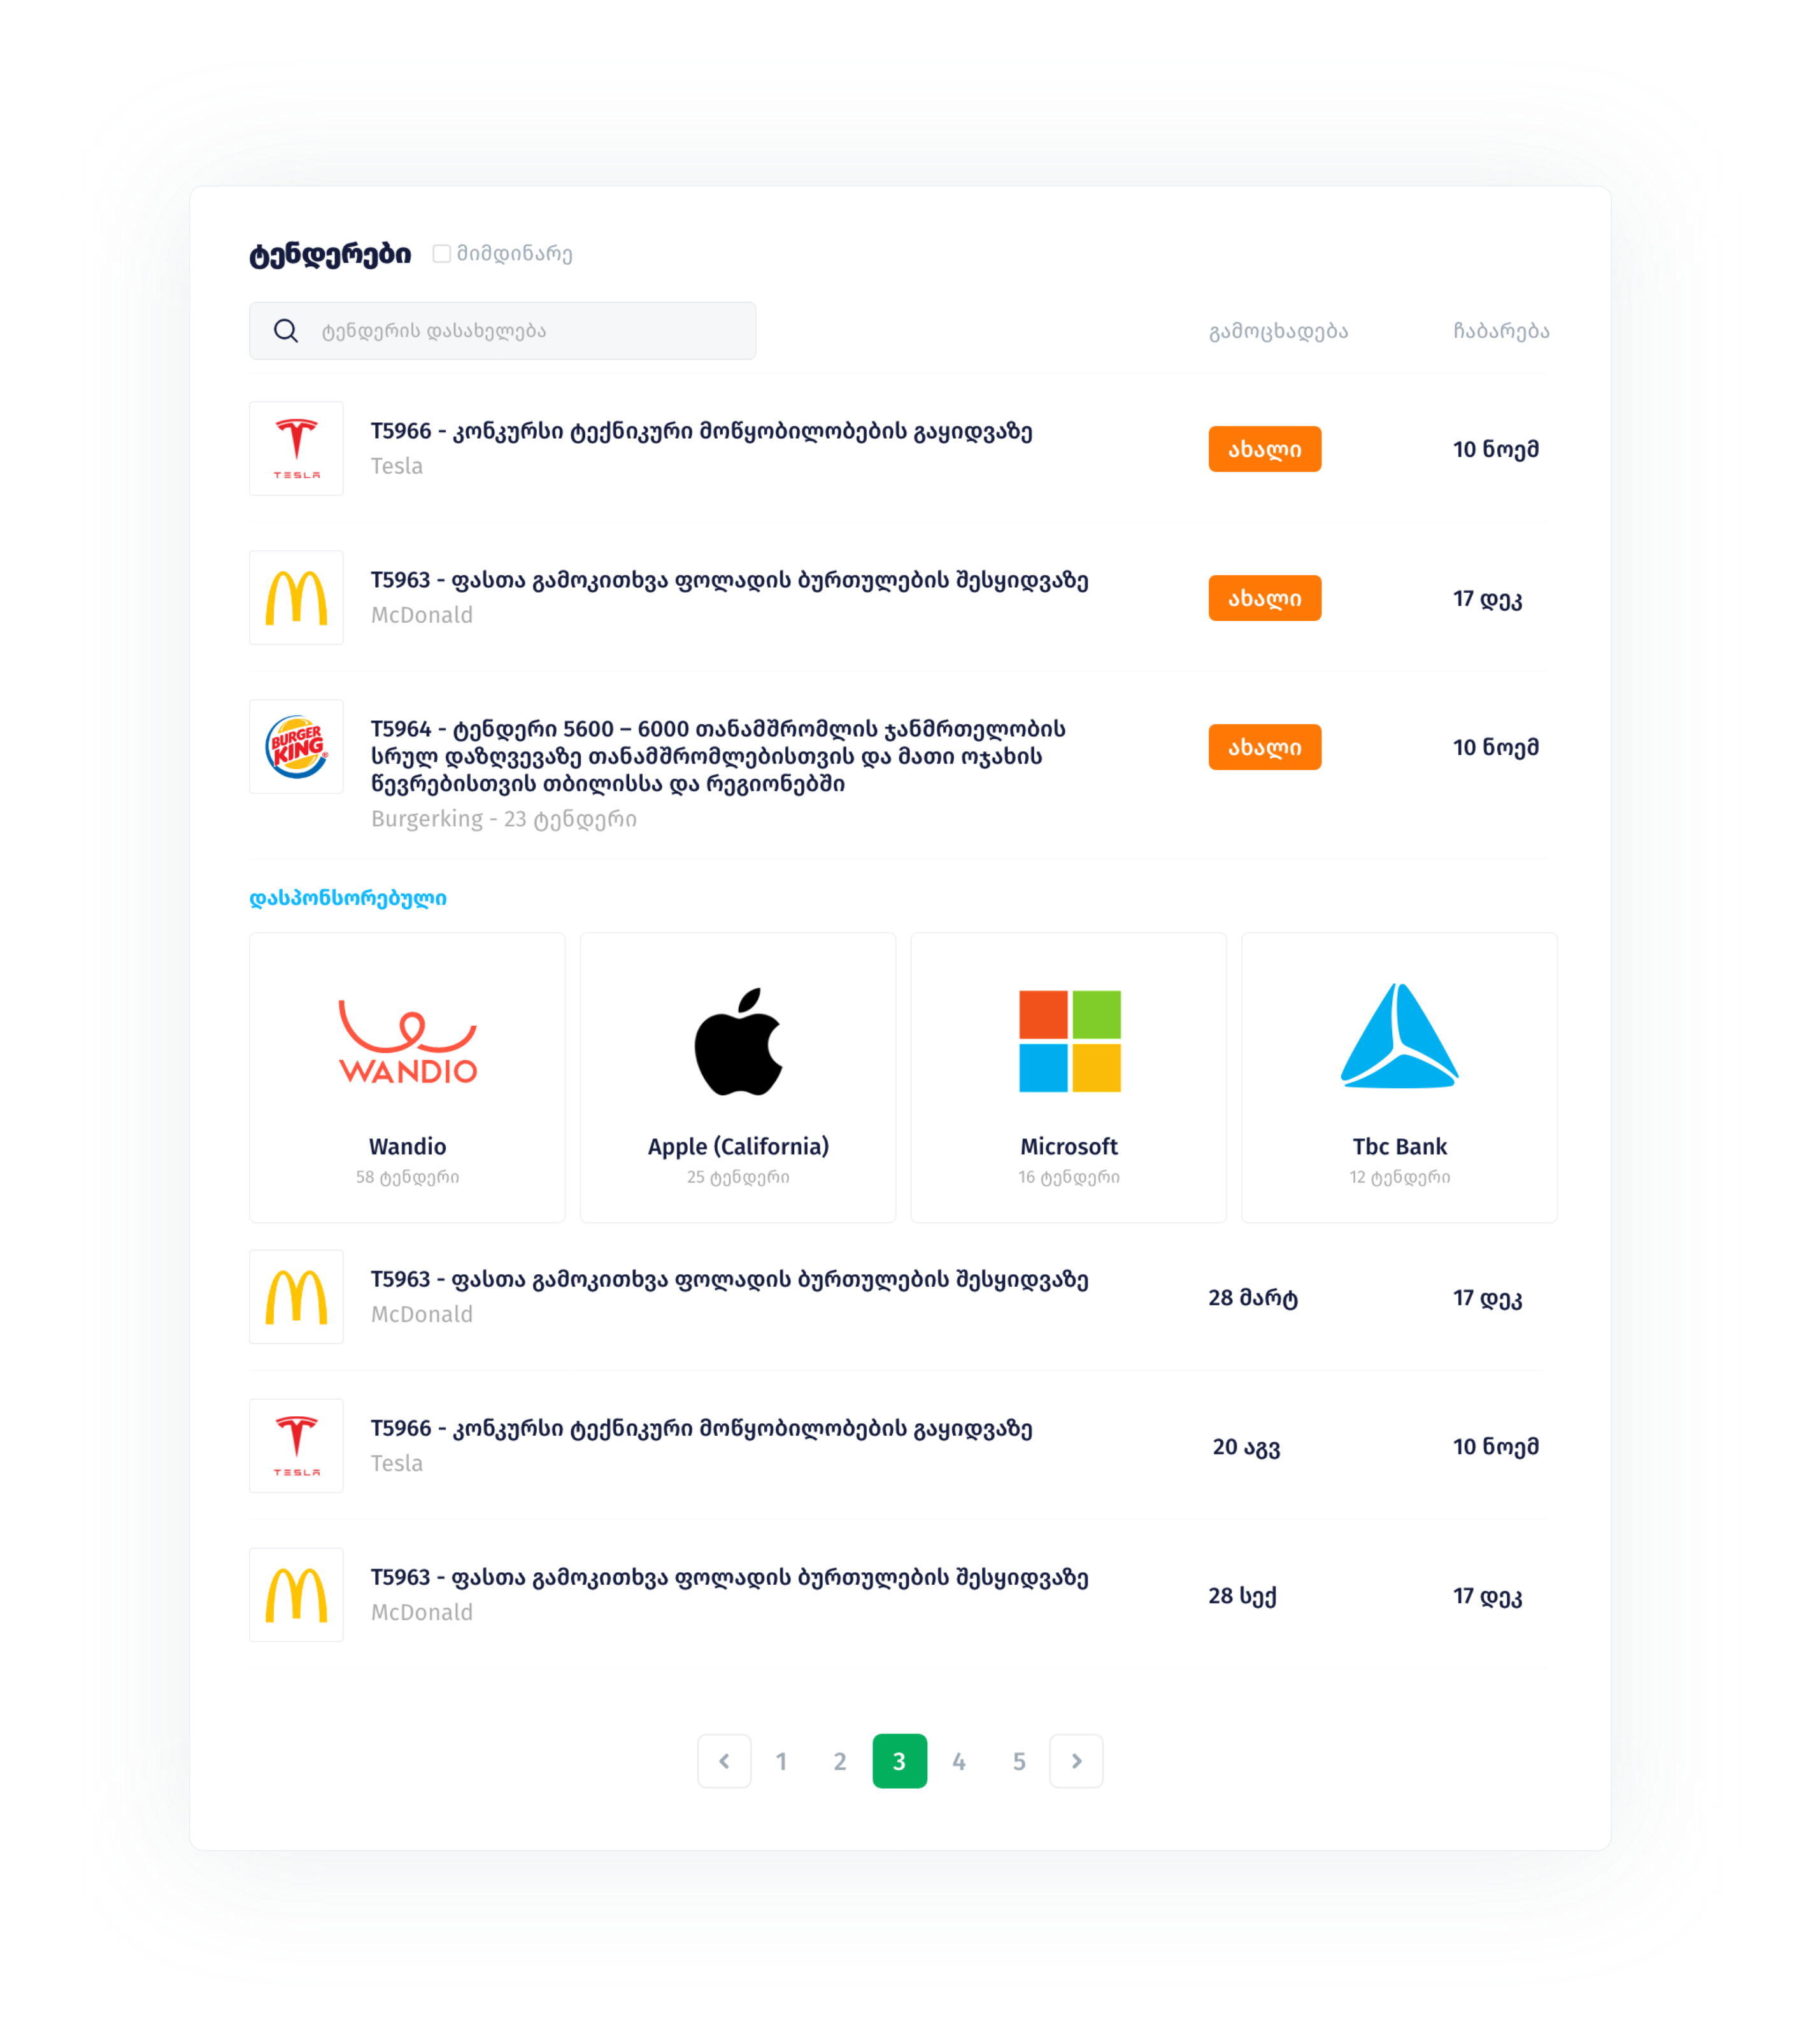 ტენდერები მიმდინარე
ტენდერის დასახელება გამოცხადება ჩაბარება
TESLA
T5966 - კონკურსი ტექნიკური მოწყობილობების გაყიდვაზე
Tesla
ახალი
10 ნოემ
T5963 - ფასთა გამოკითხვა ფოლადის ბურთულების შესყიდვაზე
McDonald
ახალი
17 დეკ
BURGER
KING®
T5964 - ტენდერი 5600 – 6000 თანამშრომლის ჯანმრთელობის
სრულ დაზღვევაზე თანამშრომლებისთვის და მათი ოჯახის
წევრებისთვის თბილისსა და რეგიონებში
Burgerking - 23 ტენდერი
ახალი
10 ნოემ
დასპონსორებული
WANDIO
Wandio
58 ტენდერი
Apple (California)
25 ტენდერი
Microsoft
16 ტენდერი
Tbc Bank
12 ტენდერი
T5963 - ფასთა გამოკითხვა ფოლადის ბურთულების შესყიდვაზე
McDonald
28 მარტ
17 დეკ
TESLA
T5966 - კონკურსი ტექნიკური მოწყობილობების გაყიდვაზე
Tesla
20 აგვ
10 ნოემ
T5963 - ფასთა გამოკითხვა ფოლადის ბურთულების შესყიდვაზე
McDonald
28 სექ
17 დეკ
1 2 3 4 5